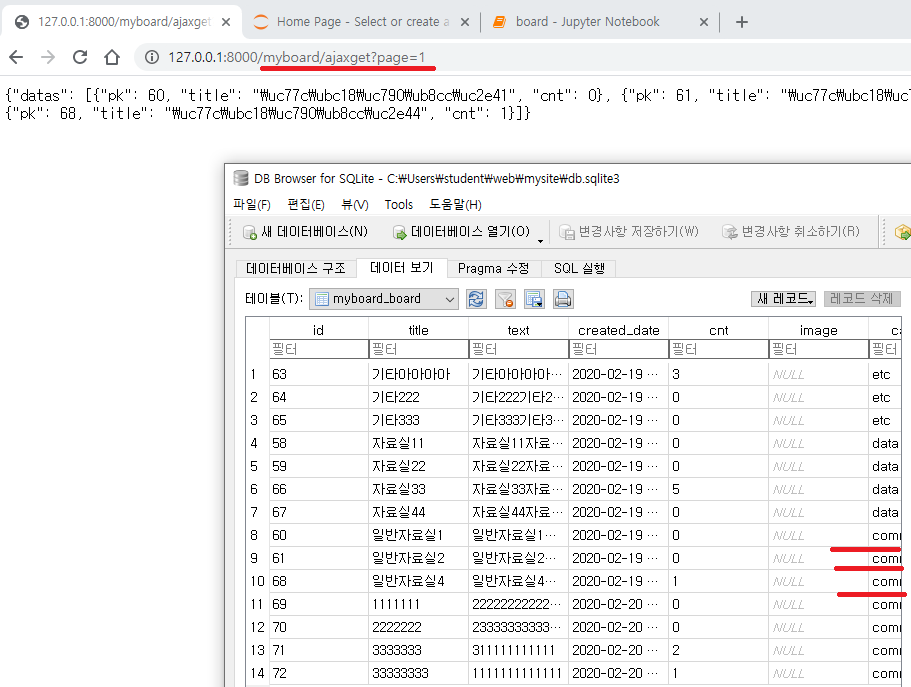 127.0.0.1:8000/myboard/ajaxget
Home Page - Select or create a
board - Jupyter Notebook
127.0.0.1:8000/myboard/ajaxget?page=1
{"datas": [{"pk": 60, "title": "₩uc77c₩ubc18₩uc790₩ub8cc₩uc2e41", "cnt": 0}, {"pk": 61, "title": "₩uc77c₩ubc18₩uc7
{"pk": 68, "title": "₩uc77c₩ubc18₩uc790₩ub8cc₩uc2e44", "cnt": 1}]}
DB Browser for SQLite - C:₩Users₩student₩web₩mysite₩db.sqlite3
파일(F) 편집(E) 뷰(V) Tools 도움말(H)
새 데이터베이스(N) 데이터베이스 열기(O) 변경사항 저장하기(W) 변경사항 취소하기(R)
데이터베이스 구조 데이터 보기 Pragma 수정 SQL 실행
테이블(T): myboard_board 새 레코드 레코드 삭제
id title text created_date cnt image
필터 필터 필터 필터 필터 필터 필터
1 63 기타아아아아 기타아아아아… 2020-02-19 … 3 NULL etc
2 64 기타222 기타222기타2… 2020-02-19 … 0 NULL etc
3 65 기타333 기타333기타3… 2020-02-19 … 0 NULL etc
4 58 자료실11 자료실11자료… 2020-02-19 … 0 NULL data
5 59 자료실22 자료실22자료… 2020-02-19 … 0 NULL data
6 66 자료실33 자료실33자료… 2020-02-19 … 5 NULL data
7 67 자료실44 자료실44자료… 2020-02-19 … 0 NULL data
8 60 일반자료실1 일반자료실1… 2020-02-19 … 0 NULL com
9 61 일반자료실2 일반자료실2… 2020-02-19 … 0 NULL com
10 68 일반자료실4 일반자료실4… 2020-02-19 … 1 NULL com
11 69 1111111 22222222222… 2020-02-20 … 0 NULL com
12 70 2222222 23333333333… 2020-02-20 … 0 NULL com
13 71 3333333 311111111111 2020-02-20 … 2 NULL com
14 72 33333333 1111111111111 2020-02-20 … 1 NULL com